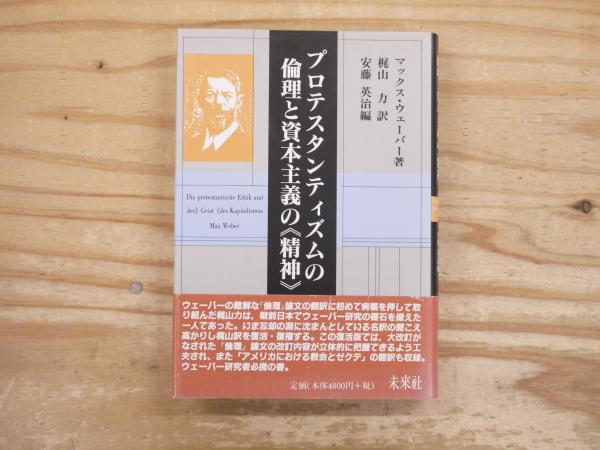 マックス・ウェーバー著
梶山 力 訳
安藤 英治編
プロテスタンティズムの
倫理と資本主義の《精神》
Die protestantische Ethik und
der》 Geist 《des Kapitalismus
Max Weber
ウェーバーの難解な「倫理」論文の翻訳に初めて病軀を押して取
り組んだ梶山力は、戦前日本でウェーバー研究の礎石を据えた
一人であった。いま忘却の淵に沈まんとしている名訳の聞こえ
高かりし梶山訳を復活・復権する。この復活版では、大改訂が
なされた「倫理」論文の改訂内容が立体的に把握できるよう工
夫され、また「アメリカにおける教会とゼクテ」の翻訳も収録。
ウェーバー研究者必携の書。
定価(本体4800円+税)
未來社